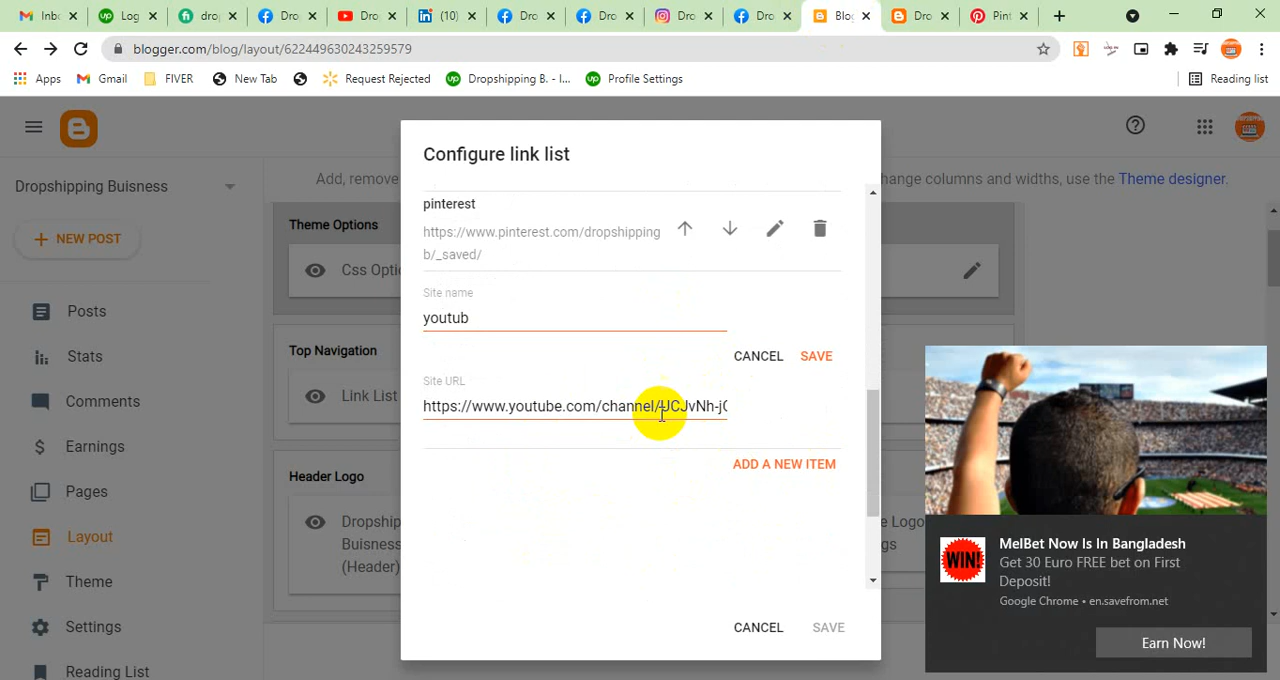 Inb
Log
drop
Dro
Dro
(10)
Dro
Dro
Dro
Dro
Blo
Dro
Pint
blogger.com/blog/layout/622449630243259579
Apps Gmail FIVER New Tab Request Rejected Dropshipping B. - I... Profile Settings Reading list
Configure link list
Dropshipping Buisness
Add, remove
hange columns and widths, use the Theme designer.
NEW POST
Posts
Stats
Comments
Earnings
Pages
Layout
Theme
Settings
Reading List
Theme Options
Css Optio
Top Navigation
Link List
Header Logo
Dropship
Buisness
(Header)
e Logo
gs
pinterest
https://www.pinterest.com/dropshipping
b/_saved/
Site name
youtub
CANCEL SAVE
Site URL
https://www.youtube.com/channel/UCJvNh-j
ADD A NEW ITEM
CANCEL SAVE
WIN!
MelBet Now Is In Bangladesh
Get 30 Euro FREE bet on First
Deposit!
Google Chrome • en.savefrom.net
Earn Now!